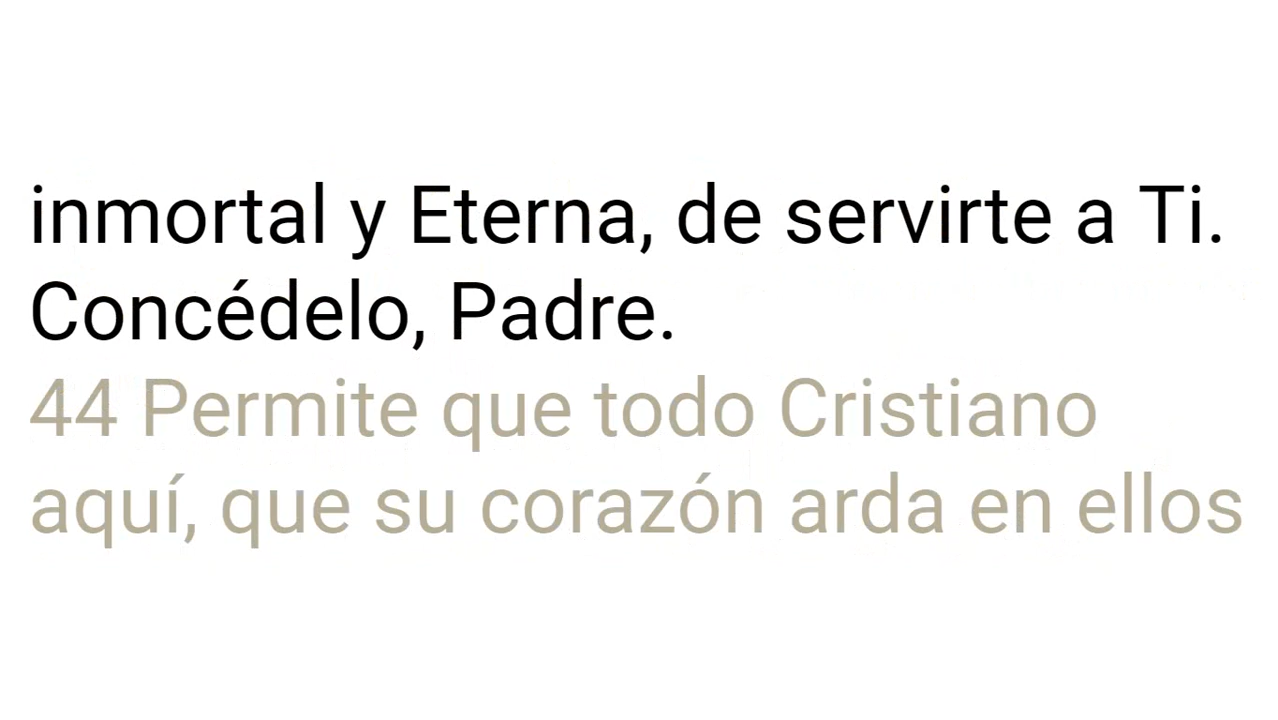 inmortal y Eterna, de servirte a Ti.
Concédelo, Padre.
44 Permite que todo Cristiano
aquí, que su corazón arda en ellos